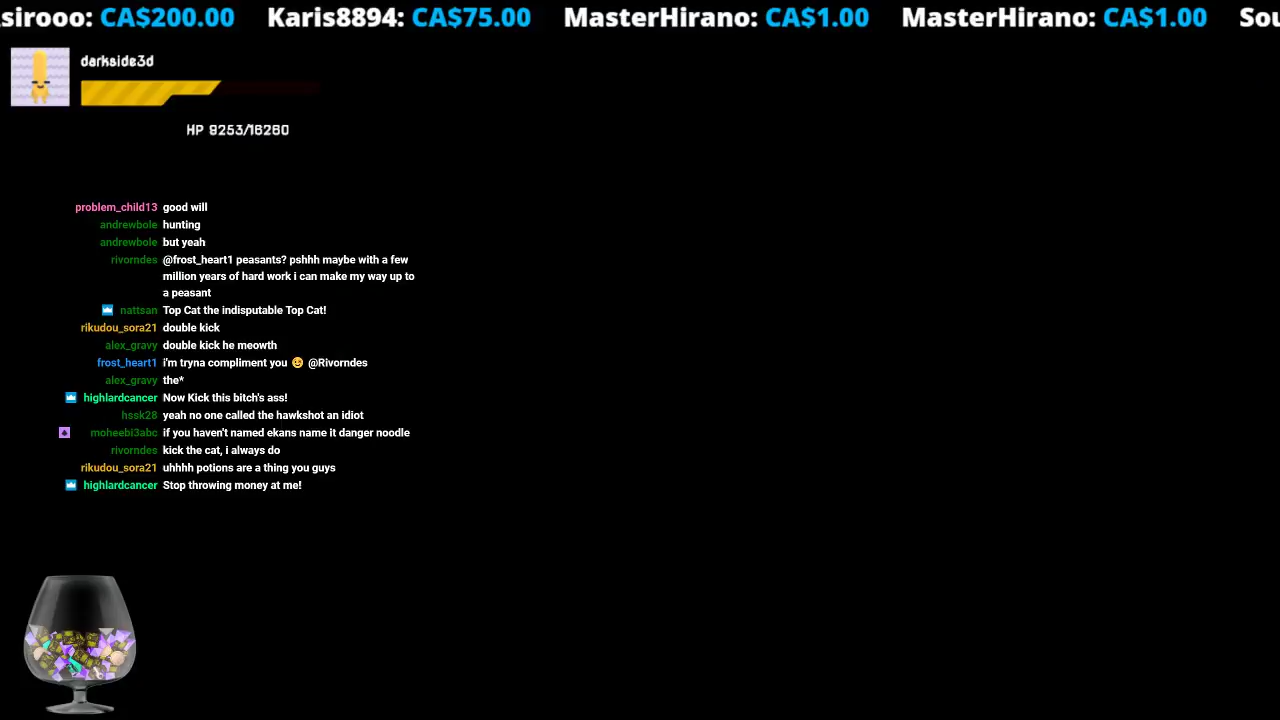 sirooo: CA$200.00 Karis8894: CA$75.00 MasterHirano: CA$1.00 MasterHirano: CA$1.00 Sou
darkside3d
HP 9253/16260
problem_child13 good will
andrewbole hunting
andrewbole but yeah
rivorndes @frost_heart1 peasants? pshhh maybe with a few
million years of hard work i can make my way up to
a peasant
nattsan Top Cat the indisputable Top Cat!
rikudou_sora21 double kick
alex_gravy double kick he meowth
frost_heart1 i'm tryna compliment you 😉 @Rivorndes
alex_gravy the*
highlardcancer Now Kick this bitch's ass!
hssk28 yeah no one called the hawkshot an idiot
moheebi3abc if you haven't named ekans name it danger noodle
rivorndes kick the cat, i always do
rikudou_sora21 uhhhh potions are a thing you guys
highlardcancer Stop throwing money at me!